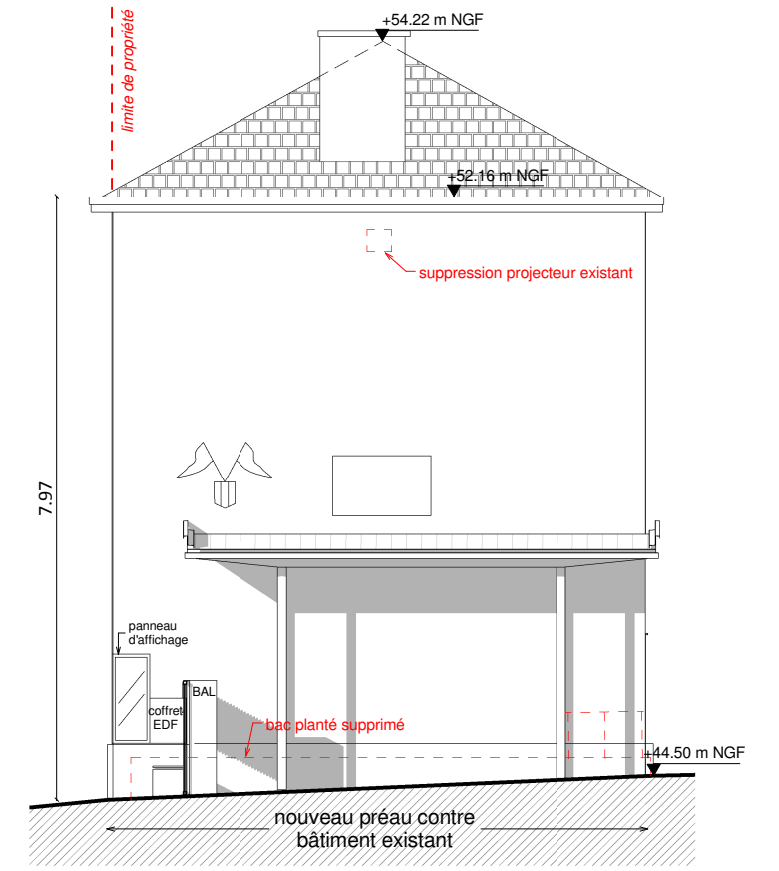 +54.22 m NGF
limite de propriété
+52.16 m NGF
suppression projecteur existant
7.97
panneau
d'affichage
BAL
coffret
EDF
bac planté supprimé
+44.50 m NGF
nouveau préau contre
bâtiment existant